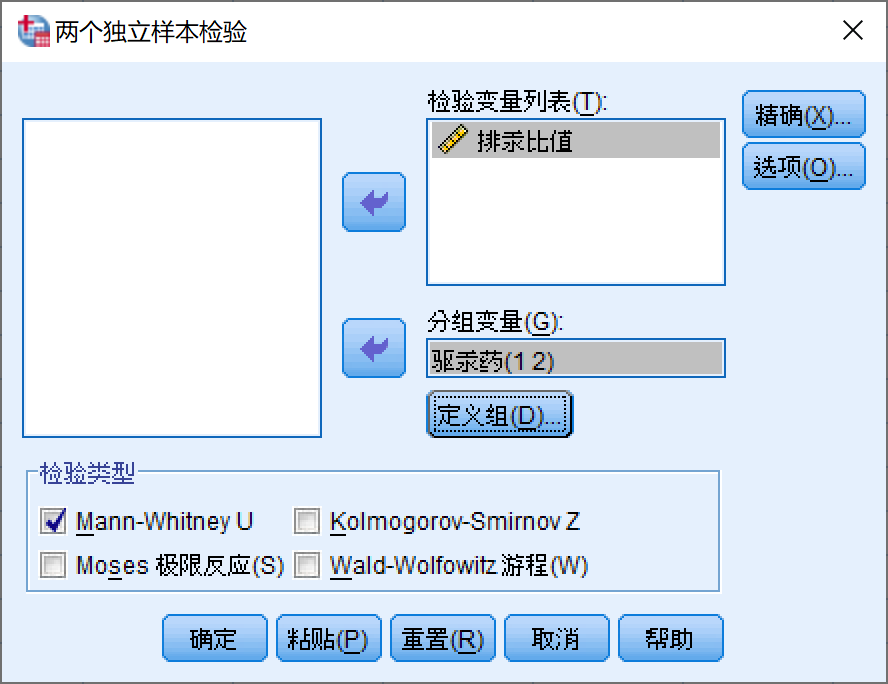 两个独立样本检验
检验变量列表(T):
排汞比值
精确(X)...
选项(O)...
分组变量(G):
驱汞药(1 2)
定义组(D)...
检验类型
Mann-Whitney U
Kolmogorov-Smirnov Z
Moses 极限反应(S)
Wald-Wolfowitz 游程(W)
确定
粘贴(P)
重置(R)
取消
帮助